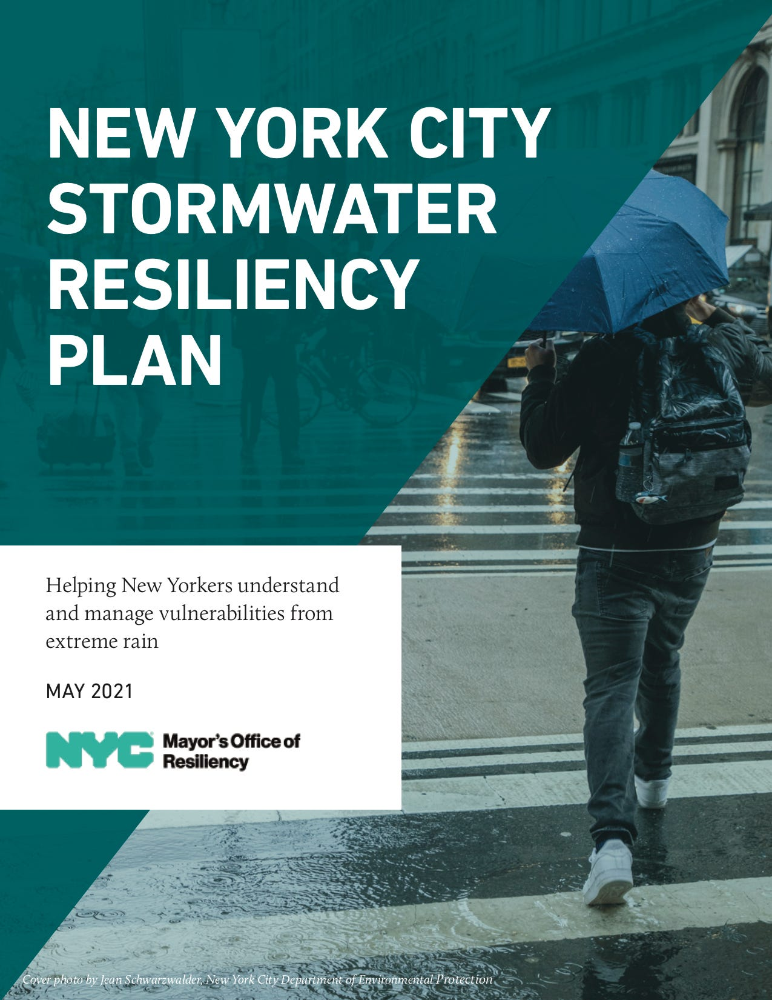 NEW YORK CITY
STORMWATER
RESILIENCY
PLAN
Helping New Yorkers understand
and manage vulnerabilities from
extreme rain
MAY 2021
NYC Mayor's Office of
Resiliency
Cover photo by Jean Schwarzwalder, New York City Department of Environmental Protection